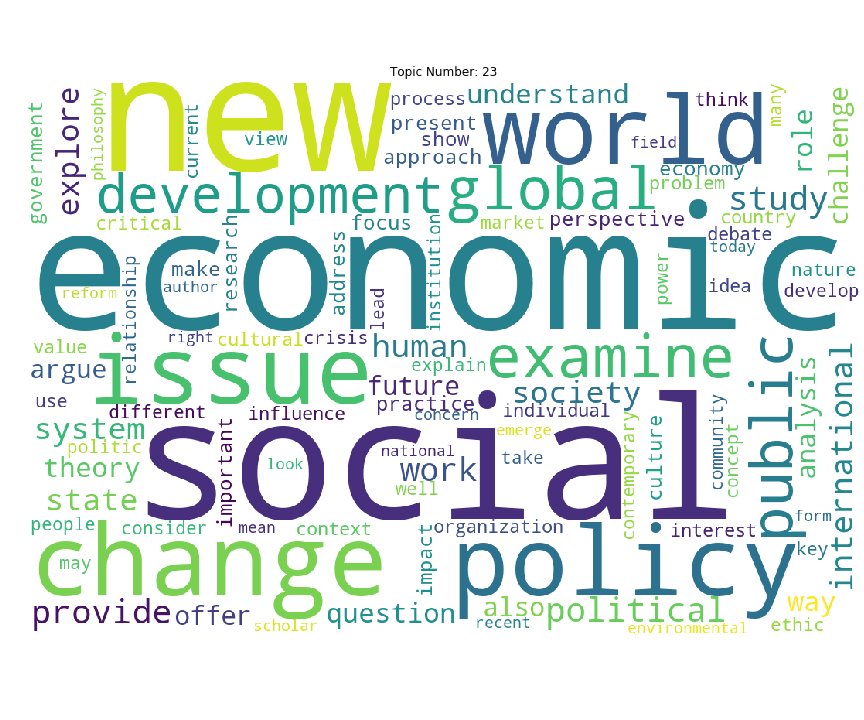 Topic Number: 23
new
process
understand
think
many
government
explore
philosophy
current
view
present
show
approach
world
field
economy
role
challenge
development
global
problem
study
critical
research
focus
market
perspective
country
debate
today
economic
make
author
address
institution
power
idea
nature
develop
reform
relationship
lead
right
cultural
crisis
value
issue
human
explain
examine
public
argue
future
society
analysis
international
use
different
influence
practice
concern
individual
system
important
social
emerge
politic
national
work
take
contemporary
culture
community
concept
theory
look
well
state
people
consider
mean
context
impact
organization
interest
form
change
may
policy
key
provide
offer
question
also
political
way
scholar
recent
environmental
ethic